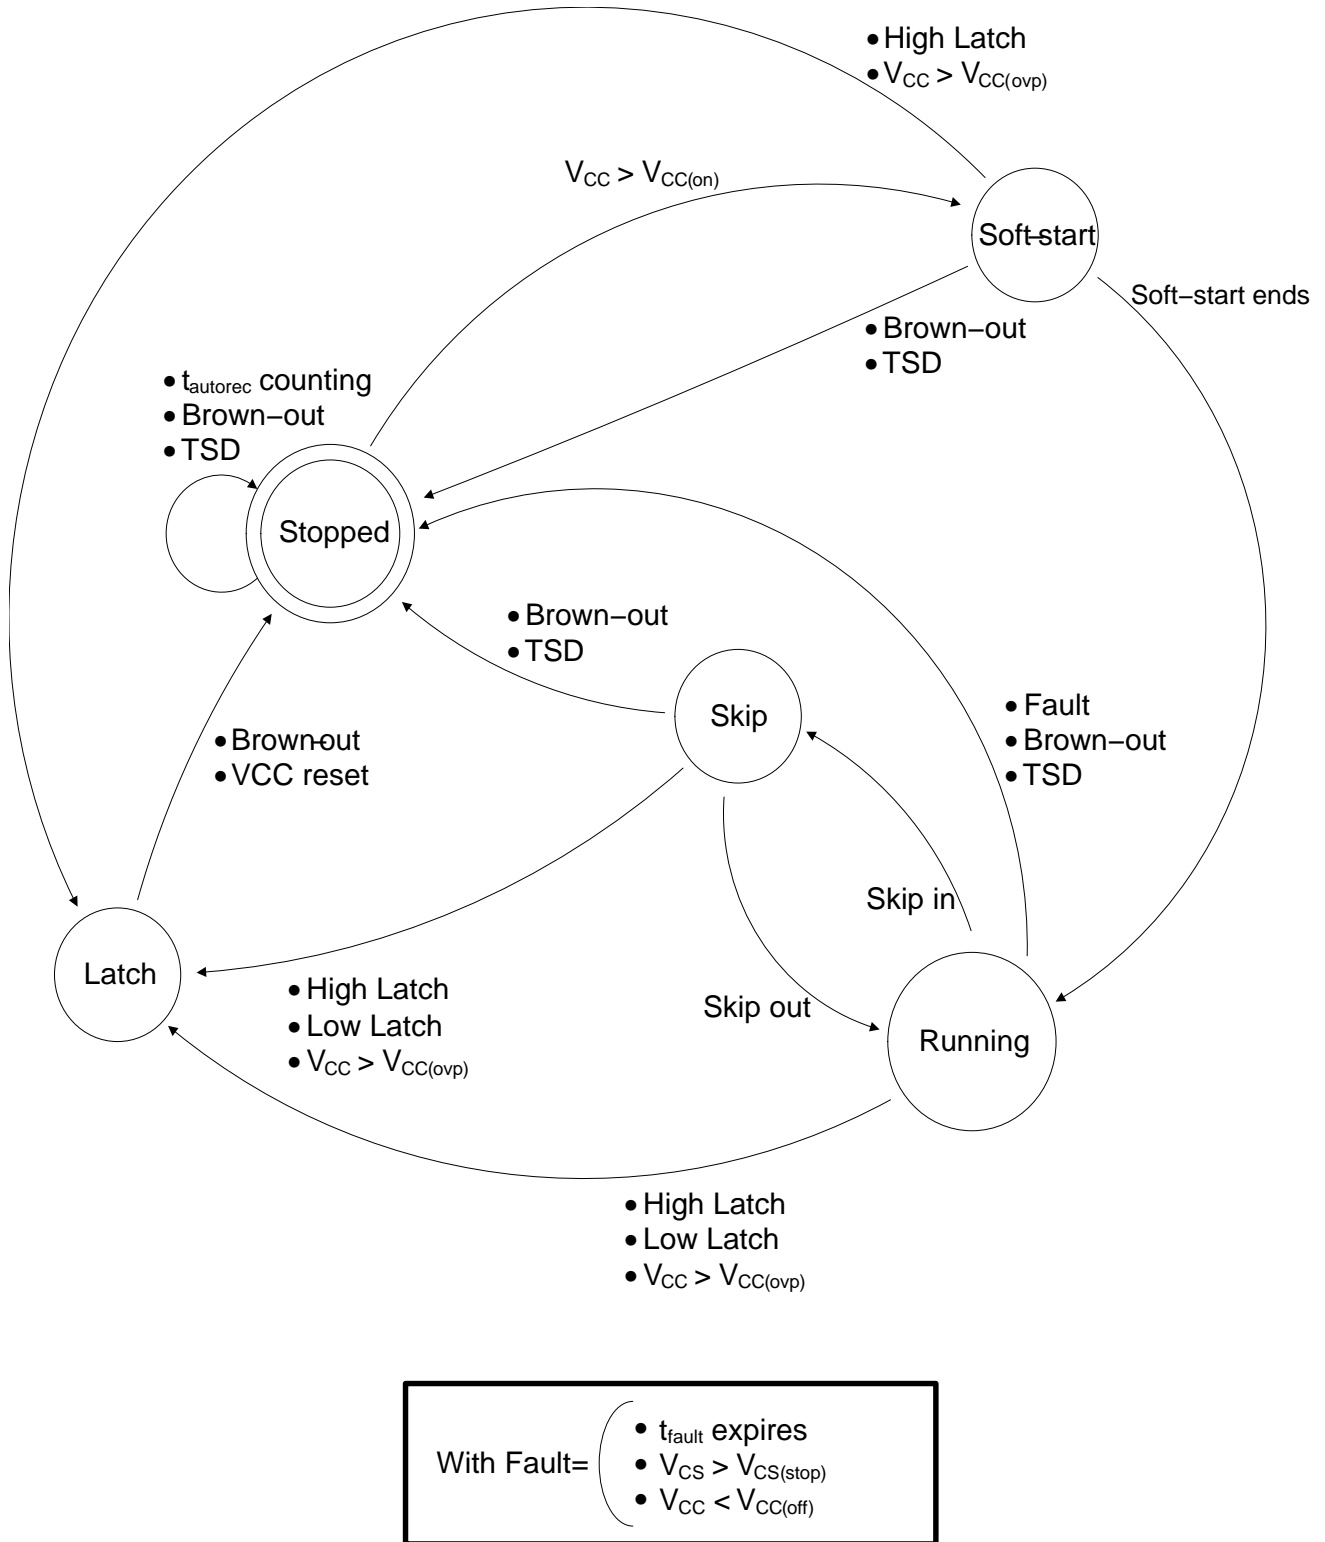 • High Latch
• VCC > VCC(ovp)
VCC > VCC(on)
Soft–start
Soft–start ends
• Brown–out
• TSD
• tautorec counting
• Brown–out
• TSD
Stopped
• Brown–out
• TSD
Skip
• Fault
• Brown–out
• TSD
• Brown–out
• VCC reset
Skip in
Latch
• High Latch
• Low Latch
• VCC > VCC(ovp)
Skip out
Running
• High Latch
• Low Latch
• VCC > VCC(ovp)
With Fault=
• tfault expires
• VCS > VCS(stop)
• VCC < VCC(off)